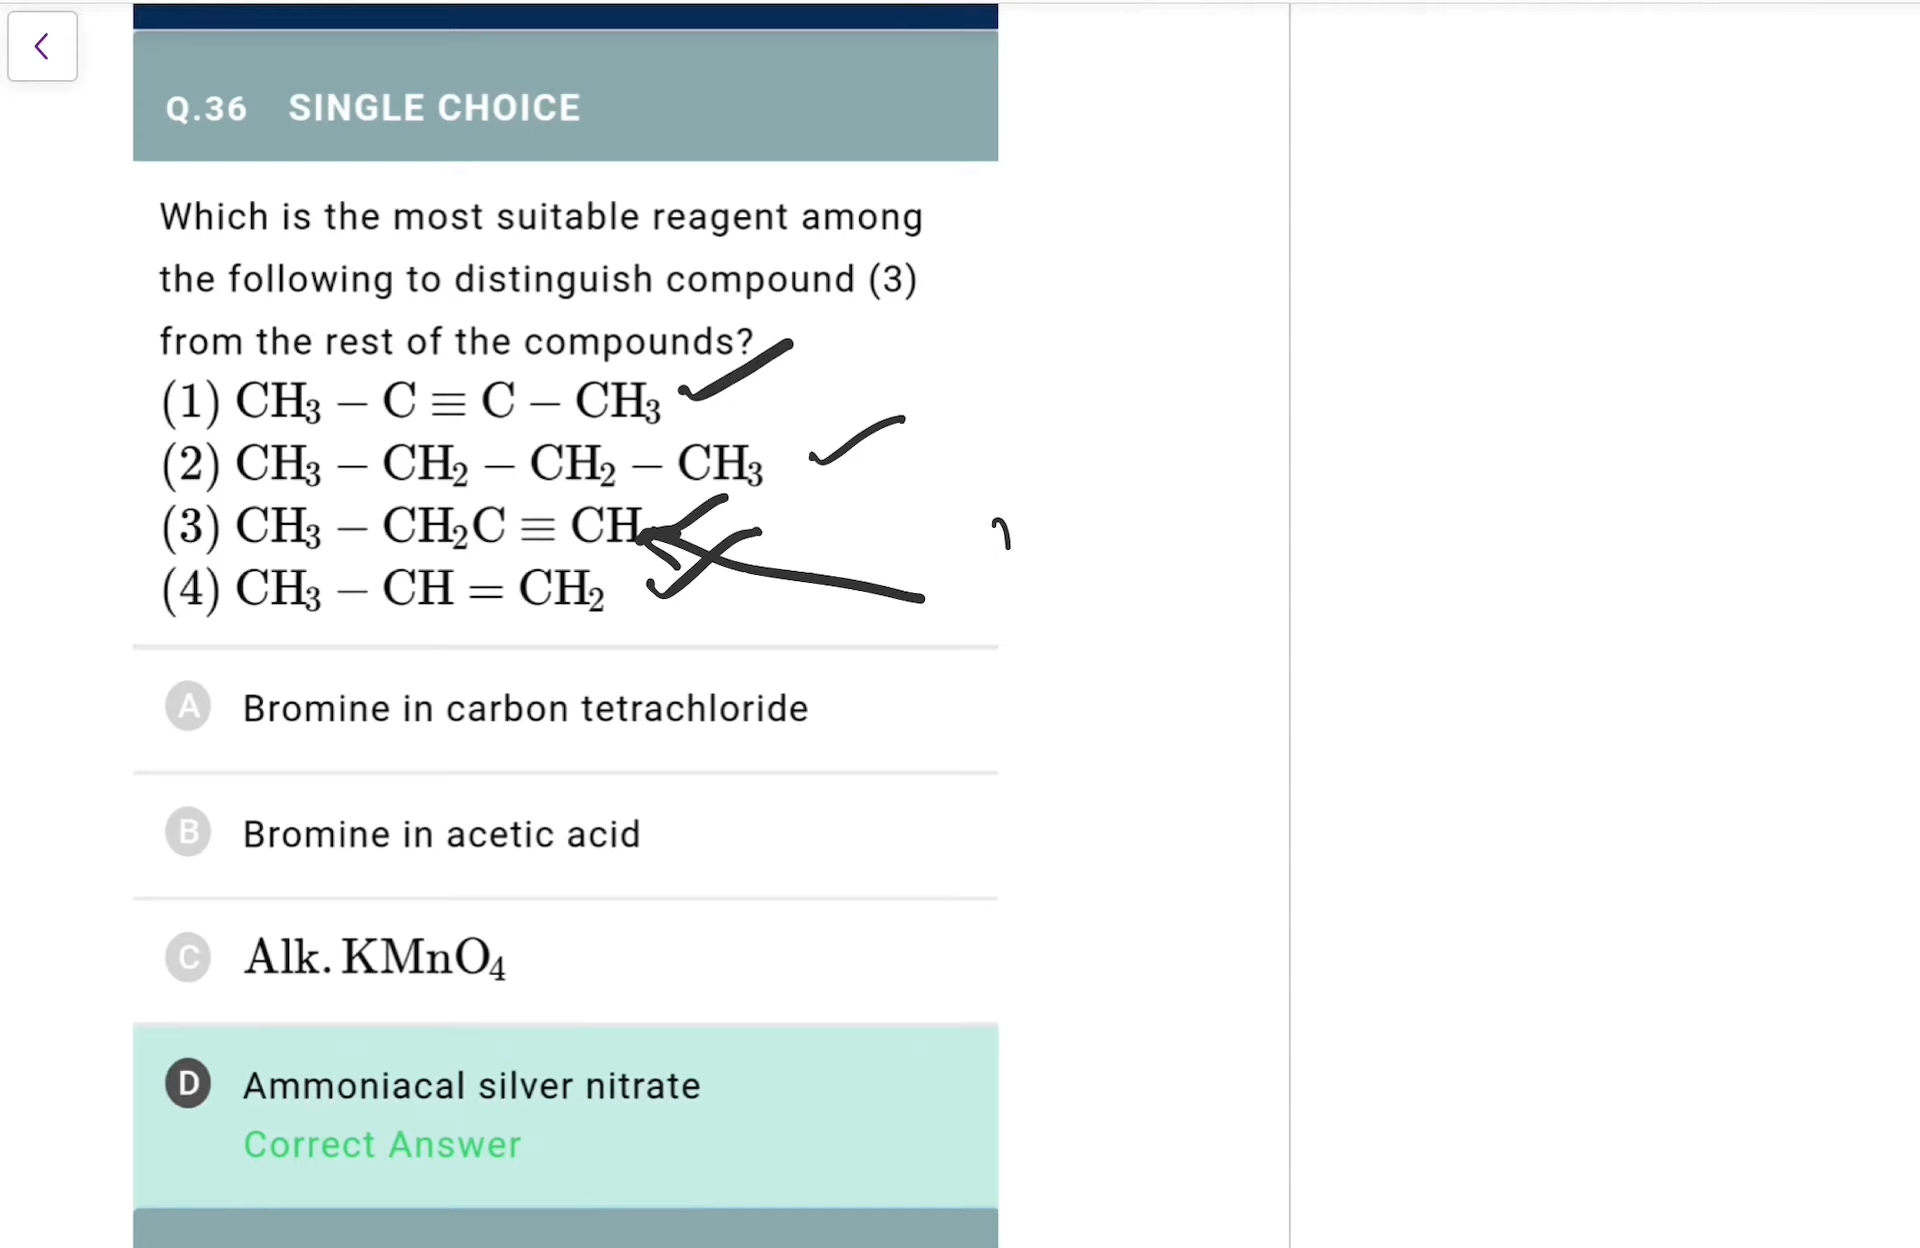 Q.36 SINGLE CHOICE
Which is the most suitable reagent among
the following to distinguish compound (3)
from the rest of the compounds?
(1) CH₃ − C ≡ C − CH₃
(2) CH₃ − CH₂ − CH₂ − CH₃
(3) CH₃ − CH₂C ≡ CH
(4) CH₃ − CH = CH₂
A Bromine in carbon tetrachloride
B Bromine in acetic acid
C Alk. KMnO₄
D Ammoniacal silver nitrate
Correct Answer